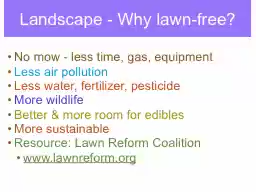 Landscape - Why lawn-free?
• No mow - less time, gas, equipment
• Less air pollution
• Less water, fertilizer, pesticide
• More wildlife
• Better & more room for edibles
• More sustainable
• Resource: Lawn Reform Coalition
• www.lawnreform.org